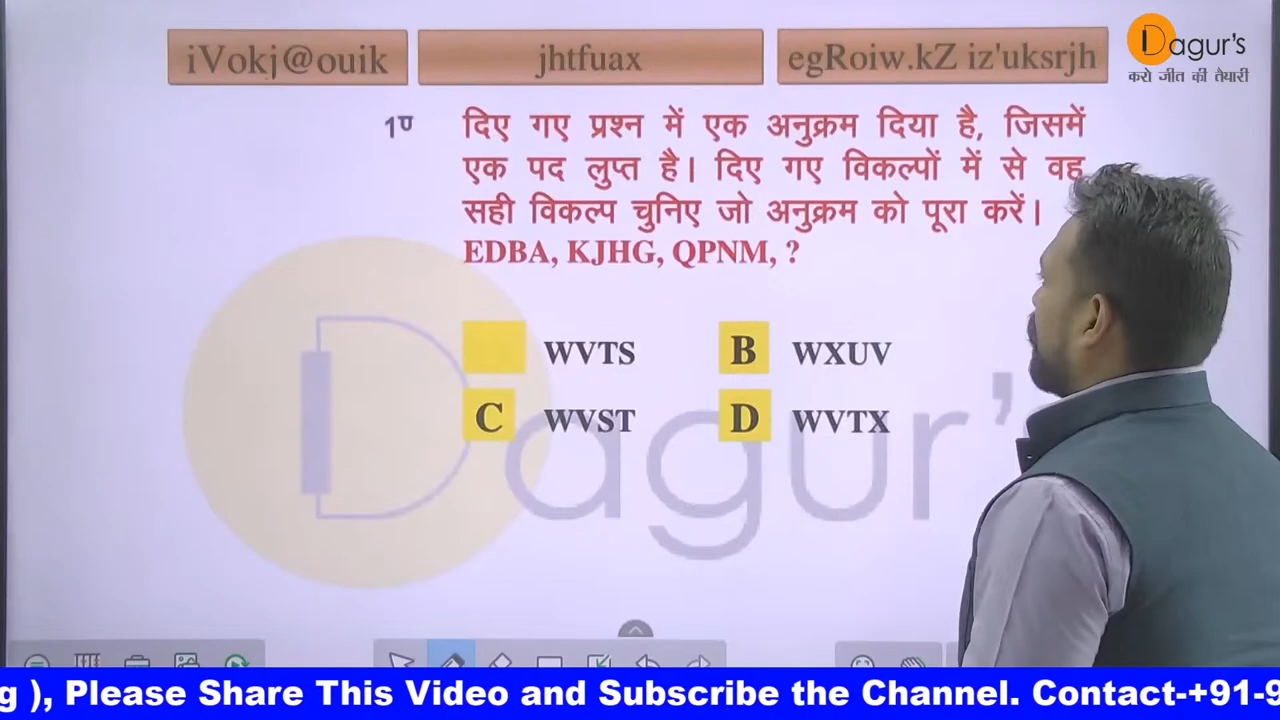 iVokj@ouik
jhtfuax
egRoiw.kZ iz'uksrjh
Dagur's
करो जीत की तैयारी
1ण
दिए गए प्रश्न में एक अनुक्रम दिया है, जिसमें
एक पद लुप्त है। दिए गए विकल्पों में से वह
सही विकल्प चुनिए जो अनुक्रम को पूरा करें।
EDBA, KJHG, QPNM, ?
WVTS
B WXUV
C WVST
D WVTX
Dagur's
g ), Please Share This Video and Subscribe the Channel. Contact-+91-9